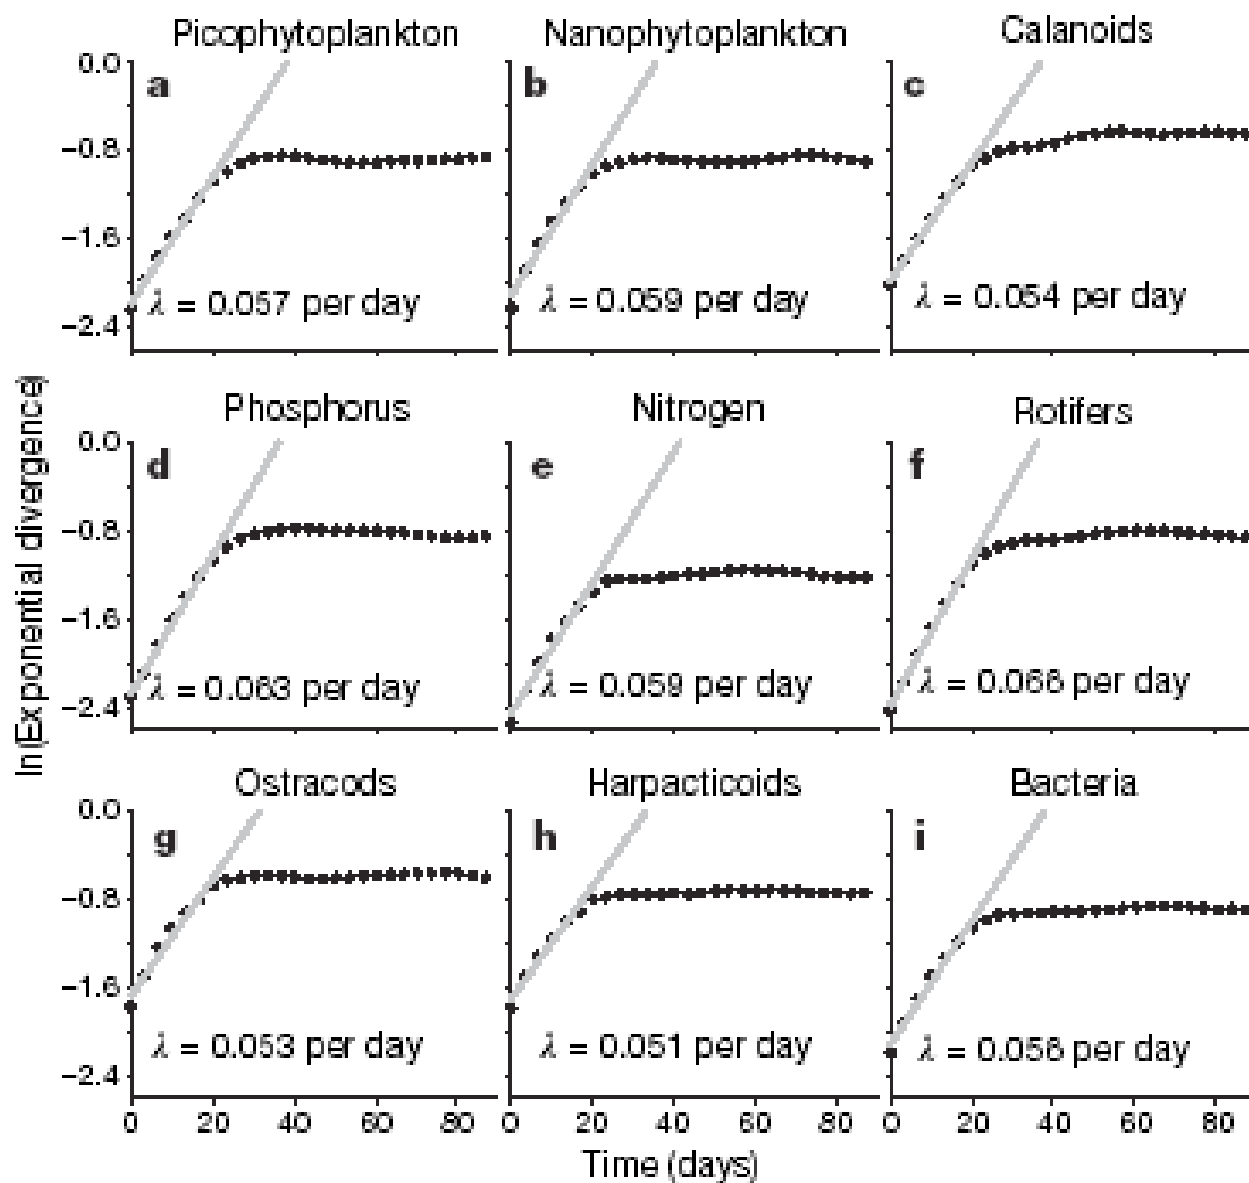 Picophytoplankton Nanophytoplankton Calanoids
0.0 a b c
−0.8
−1.6
λ = 0.057 per day λ = 0.059 per day λ = 0.054 per day
−2.4
ln(Exponential divergence)
Phosphorus Nitrogen Rotifers
0.0 d e f
−0.8
−1.6
λ = 0.063 per day λ = 0.059 per day λ = 0.066 per day
−2.4
Ostracods Harpacticoids Bacteria
0.0 g h i
−0.8
−1.6
λ = 0.053 per day λ = 0.051 per day λ = 0.056 per day
−2.4
0 20 40 60 80 0 20 40 60 80 0 20 40 60 80
Time (days)